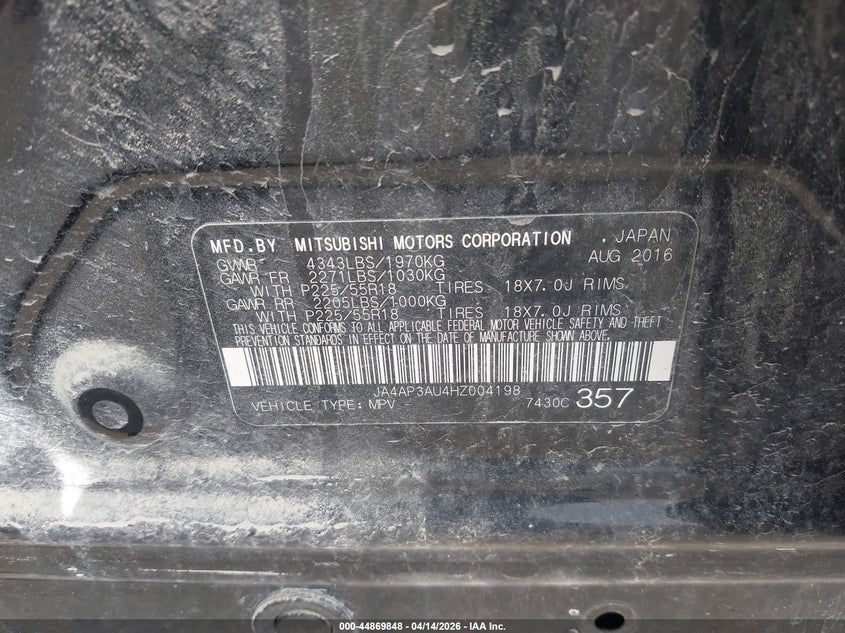 MFD.BY MITSUBISHI MOTORS CORPORATION , JAPAN
GVWR 4343LBS/1970KG AUG 2016
GAWR FR 2271LBS/1030KG
WITH P225/55R18 TIRES 18X7.0J RIMS
GAWR RR 2205LBS/1000KG
WITH P225/55R18 TIRES 18X7.0J RIMS
THIS VEHICLE CONFORMS TO ALL APPLICABLE FEDERAL MOTOR VEHICLE SAFETY AND THEFT
PREVENTION STANDARDS IN EFFECT ON THE DATE OF MANUFACTURE SHOWN ABOVE.
JA4AP3AU4HZ004198
VEHICLE TYPE: MPV 7430C 357
000-44869848 - 04/14/2026 - IAA Inc.